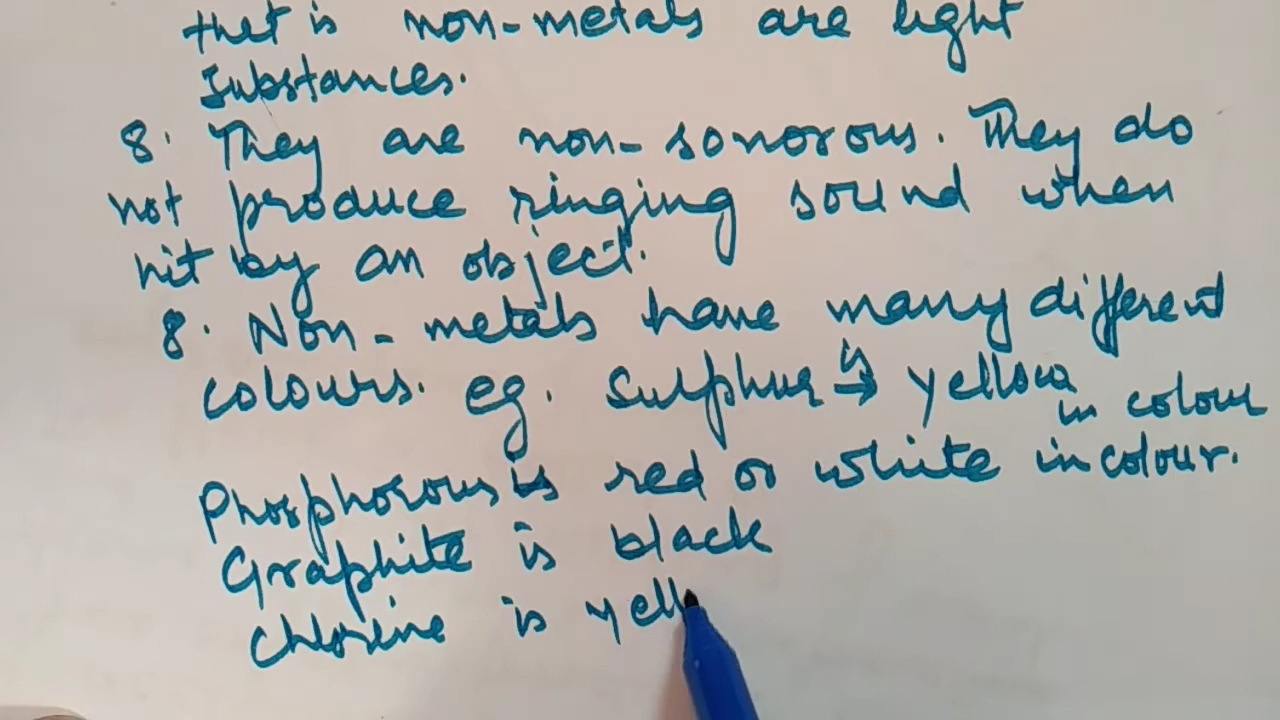 that is non-metals are light
substances.
8. They are non-sonorous. They do
not produce ringing sound when
hit by an object.
8. Non-metals have many different
colours. eg. Sulphur is → yellow in colour
Phosphorous is red or white in colour.
Graphite is black
Chlorine is yell